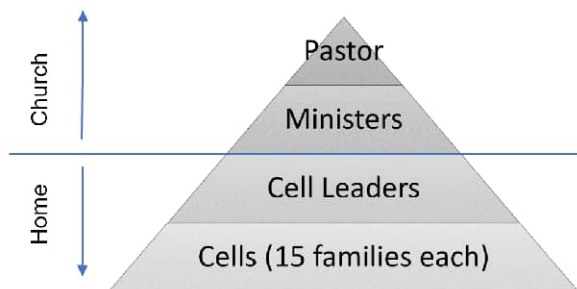 Church
Pastor
Ministers
Home
Cell Leaders
Cells (15 families each)